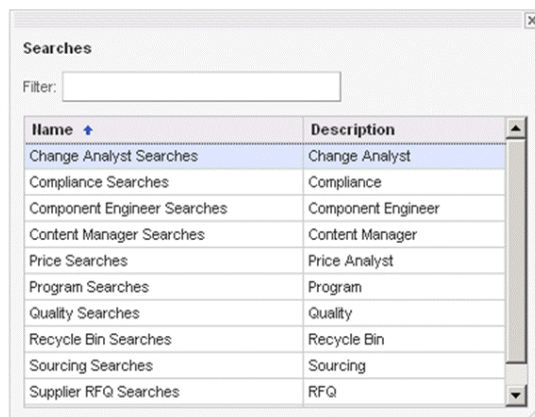 Searches
Filter:
Name Description
Change Analyst Searches Change Analyst
Compliance Searches Compliance
Component Engineer Searches Component Engineer
Content Manager Searches Content Manager
Price Searches Price Analyst
Program Searches Program
Quality Searches Quality
Recycle Bin Searches Recycle Bin
Sourcing Searches Sourcing
Supplier RFQ Searches RFQ